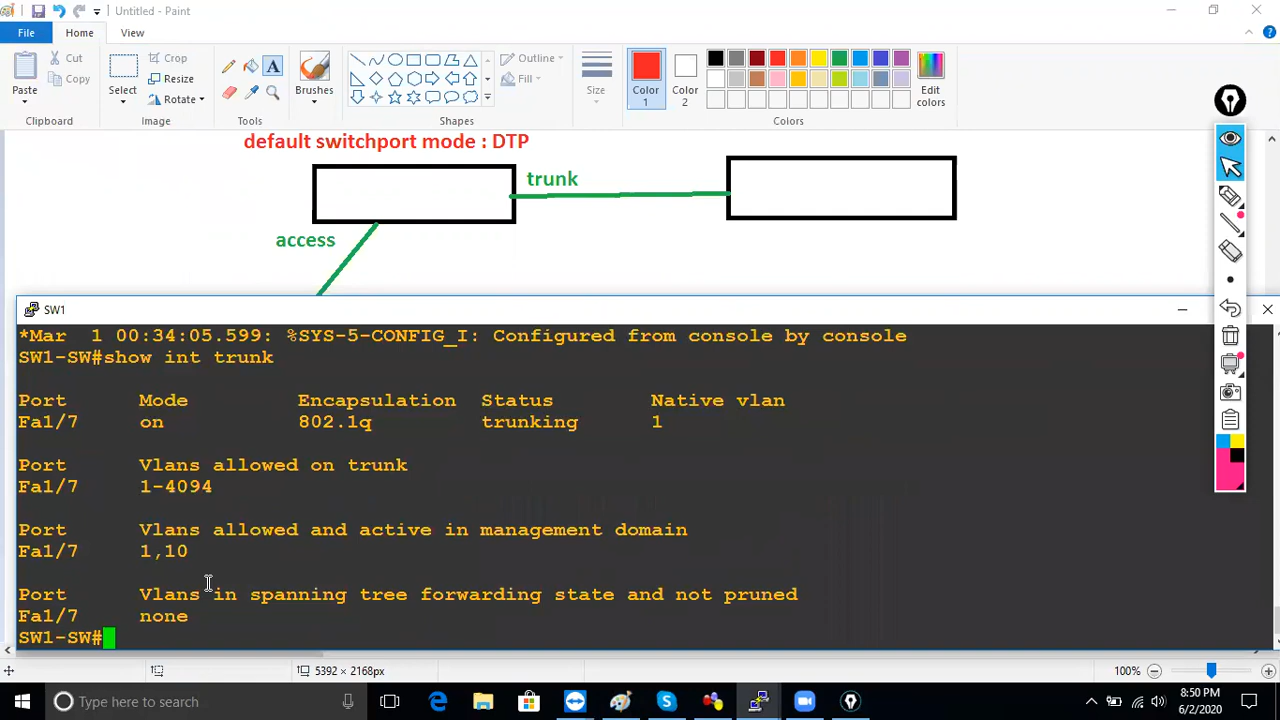 Untitled - Paint
File Home View
Paste
Cut
Copy
Clipboard
Select
Crop
Resize
Rotate
Image
A
Tools
Brushes
Outline
Fill
Shapes
Size
Color
1
Color
2
Edit
colors
Colors
default switchport mode : DTP
trunk
access
SW1
*Mar  1 00:34:05.599: %SYS-5-CONFIG_I: Configured from console by console
SW1-SW#show int trunk
Port Mode Encapsulation Status Native vlan
Fa1/7 on 802.1q trunking 1
Port Vlans allowed on trunk
Fa1/7 1-4094
Port Vlans allowed and active in management domain
Fa1/7 1,10
Port Vlans in spanning tree forwarding state and not pruned
Fa1/7 none
SW1-SW#
5392 × 2168px 100%
Type here to search
8:50 PM
6/2/2020